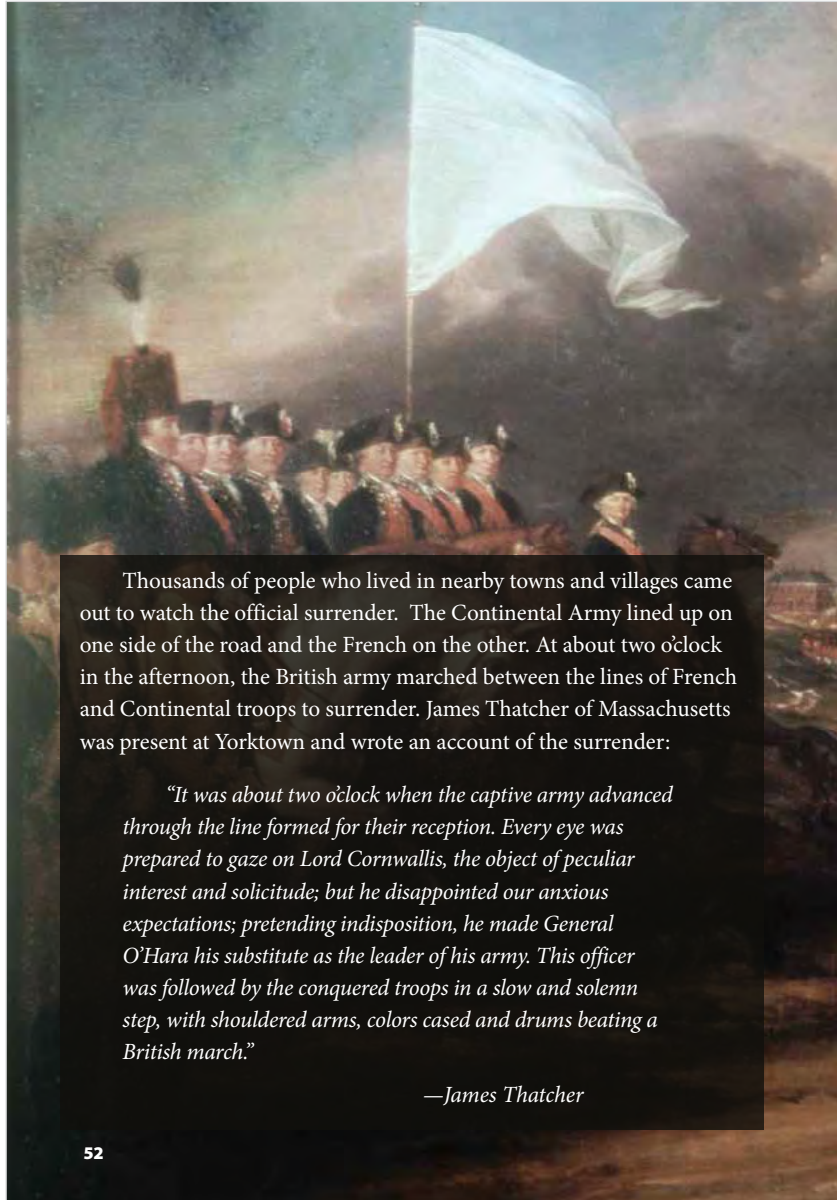 Thousands of people who lived in nearby towns and villages came
out to watch the official surrender.  The Continental Army lined up on
one side of the road and the French on the other. At about two o’clock
in the afternoon, the British army marched between the lines of French
and Continental troops to surrender. James Thatcher of Massachusetts
was present at Yorktown and wrote an account of the surrender:
“It was about two o’clock when the captive army advanced
through the line formed for their reception. Every eye was
prepared to gaze on Lord Cornwallis, the object of peculiar
interest and solicitude; but he disappointed our anxious
expectations; pretending indisposition, he made General
O’Hara his substitute as the leader of his army. This officer
was followed by the conquered troops in a slow and solemn
step, with shouldered arms, colors cased and drums beating a
British march.”
—James Thatcher
52